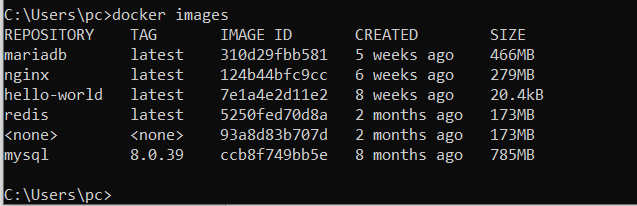 C:\Users\pc>docker images
REPOSITORY TAG IMAGE ID CREATED SIZE
mariadb latest 310d29fbb581 5 weeks ago 466MB
nginx latest 124b44bfc9cc 6 weeks ago 279MB
hello-world latest 7e1a4e2d11e2 8 weeks ago 20.4kB
redis latest 5250fed70d8a 2 months ago 173MB
<none> <none> 93a8d83b707d 2 months ago 173MB
mysql 8.0.39 ccb8f749bb5e 8 months ago 785MB
C:\Users\pc>